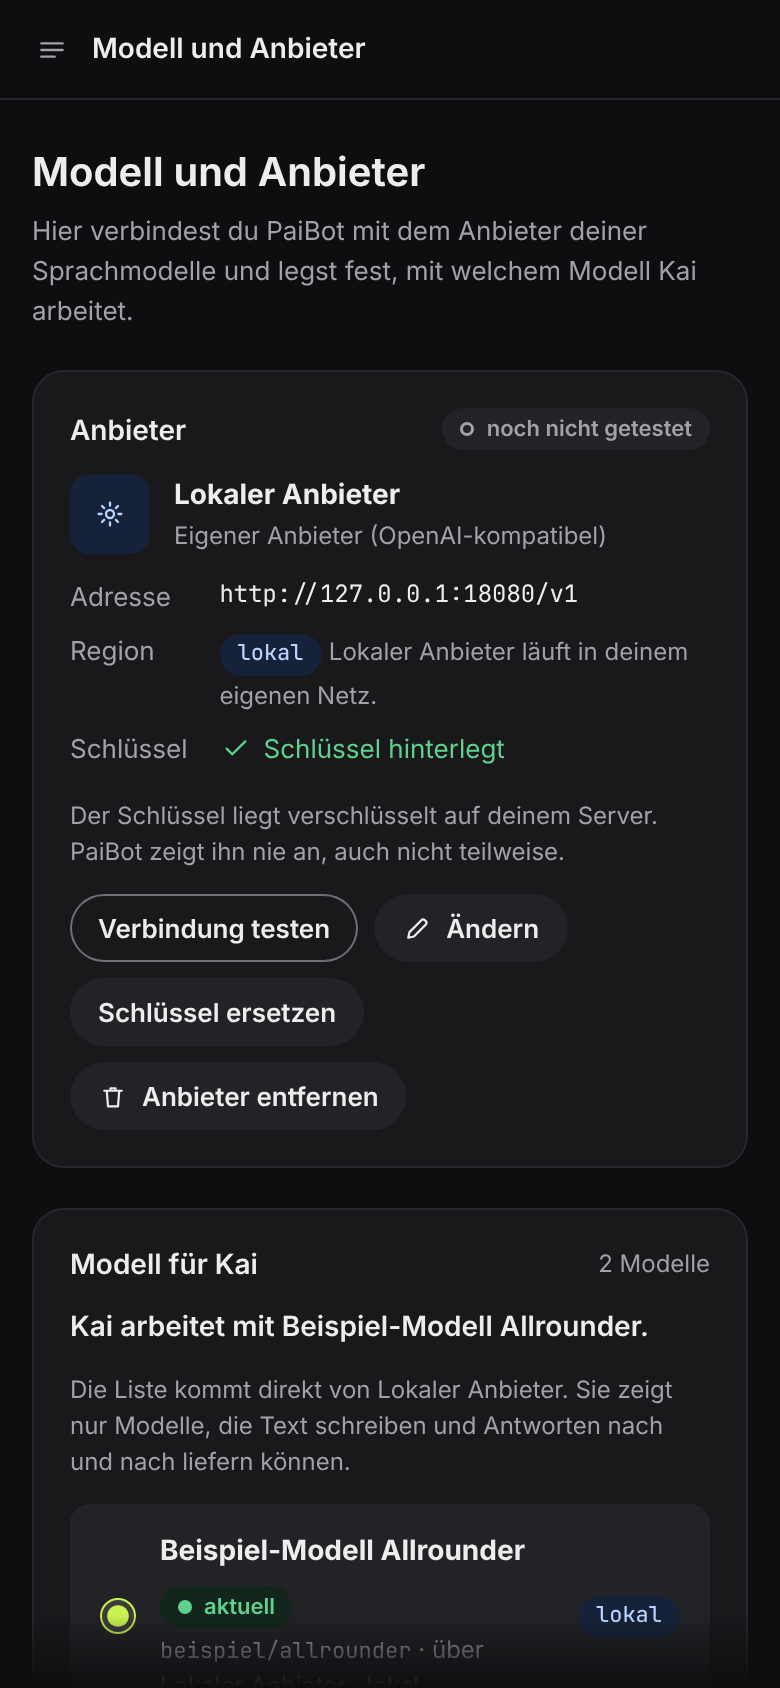 Modell und Anbieter
Modell und Anbieter
Hier verbindest du PaiBot mit dem Anbieter deiner
Sprachmodelle und legst fest, mit welchem Modell Kai
arbeitet.
Anbieter
noch nicht getestet
Lokaler Anbieter
Eigener Anbieter (OpenAI-kompatibel)
Adresse http://127.0.0.1:18080/v1
Region lokal Lokaler Anbieter läuft in deinem
eigenen Netz.
Schlüssel Schlüssel hinterlegt
Der Schlüssel liegt verschlüsselt auf deinem Server.
PaiBot zeigt ihn nie an, auch nicht teilweise.
Verbindung testen Ändern
Schlüssel ersetzen
Anbieter entfernen
Modell für Kai 2 Modelle
Kai arbeitet mit Beispiel-Modell Allrounder.
Die Liste kommt direkt von Lokaler Anbieter. Sie zeigt
nur Modelle, die Text schreiben und Antworten nach
und nach liefern können.
Beispiel-Modell Allrounder
aktuell
lokal
beispiel/allrounder · über
Lokaler Anbieter · lokal